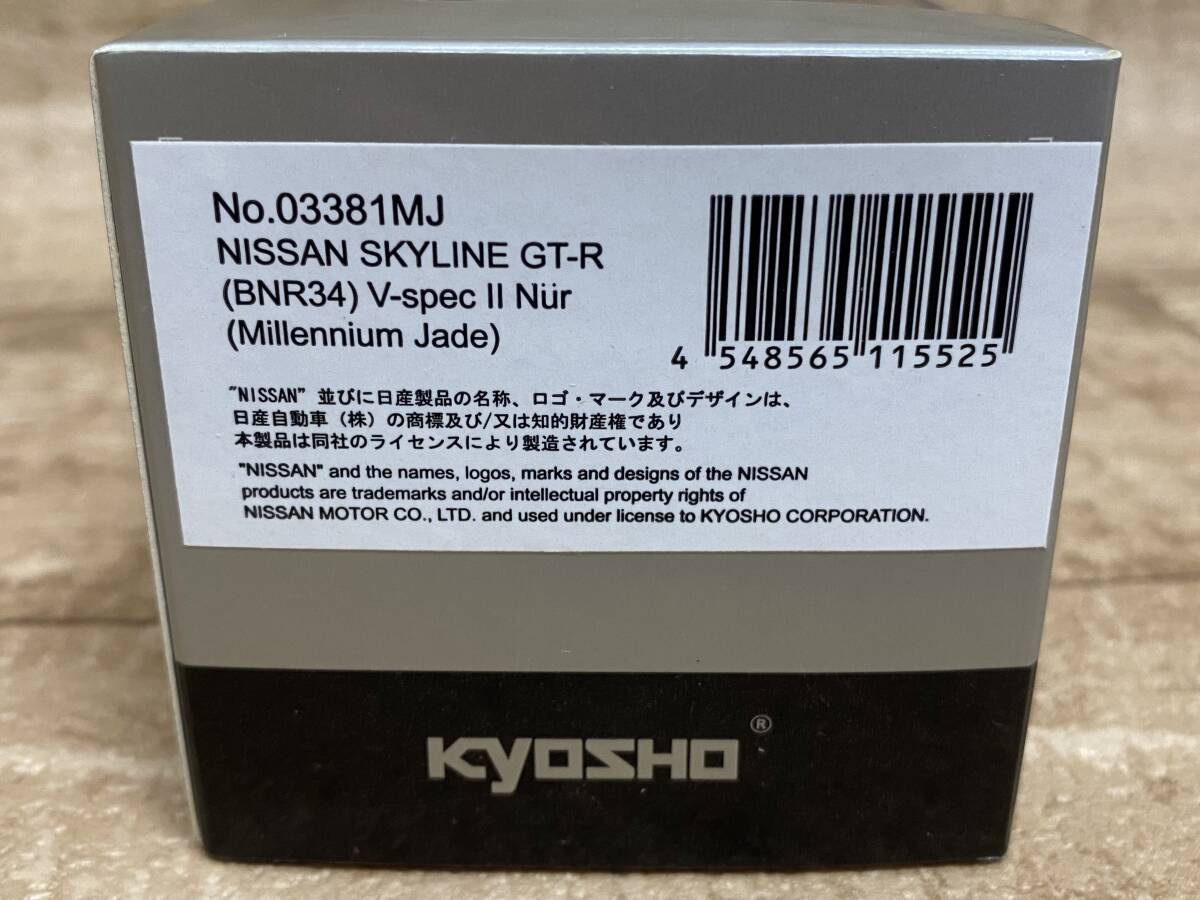 No.03381MJ
NISSAN SKYLINE GT-R
(BNR34) V-spec II Nür
(Millennium Jade)
4 548565 115525
"NISSAN" 並びに日産製品の名称、ロゴ・マーク及びデザインは、
日産自動車（株）の商標及び/又は知的財産権であり
本製品は同社のライセンスにより製造されています。
"NISSAN" and the names, logos, marks and designs of the NISSAN
products are trademarks and/or intellectual property rights of
NISSAN MOTOR CO., LTD. and used under license to KYOSHO CORPORATION.
KYOSHO ®